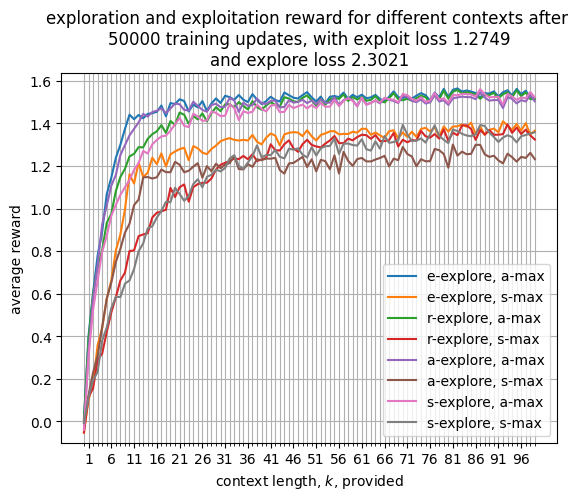 exploration and exploitation reward for different contexts after
50000 training updates, with exploit loss 1.2749
and explore loss 2.3021
1.6
1.4
1.2
1.0
0.8
0.6
0.4
0.2
0.0
average reward
e-explore, a-max
e-explore, s-max
r-explore, a-max
r-explore, s-max
a-explore, a-max
a-explore, s-max
s-explore, a-max
s-explore, s-max
1 6 11 16 21 26 31 36 41 46 51 56 61 66 71 76 81 86 91 96
context length, k, provided